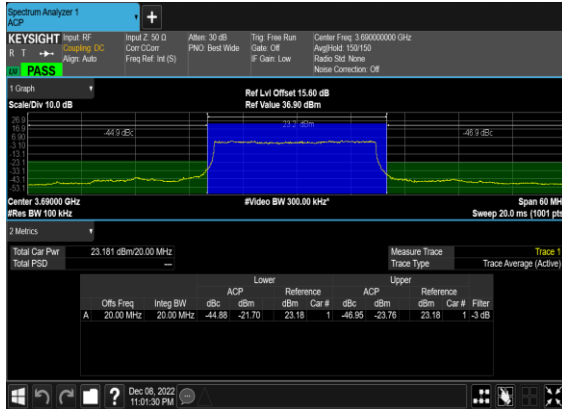 Spectrum Analyzer 1
ACP
+
KEYSIGHT Input: RF Input Z: 50 Ω Atten: 30 dB Trig: Free Run Center Freq: 3.690000000 GHz
R T Coupling: DC Corr CCorr PNO: Best Wide Gate: Off Avg|Hold: 150/150
Align: Auto Freq Ref: Int (S) IF Gain: Low Radio Std: None
LU PASS Noise Correction: Off
1 Graph Ref Lvl Offset 15.60 dB
Scale/Div 10.0 dB Ref Value 36.90 dBm
26.9 23.2 dBm
16.9 -44.9 dBc -46.9 dBc
6.90
-3.10
-13.1
-23.1
-33.1
-43.1
-53.1
Center 3.69000 GHz #Video BW 300.00 kHz* Span 60 MH
#Res BW 100 kHz Sweep 20.0 ms (1001 pts
2 Metrics
Total Car Pwr 23.181 dBm/20.00 MHz Measure Trace Trace 1
Total PSD --- Trace Type Trace Average (Active)
Lower Upper
ACP Reference ACP Reference
Offs Freq Integ BW dBc dBm dBm Car # dBc dBm dBm Car # Filter
A 20.00 MHz 20.00 MHz -44.88 -21.70 23.18 1 -46.95 -23.76 23.18 1 -3 dB
? Dec 08, 2022
11:01:30 PM